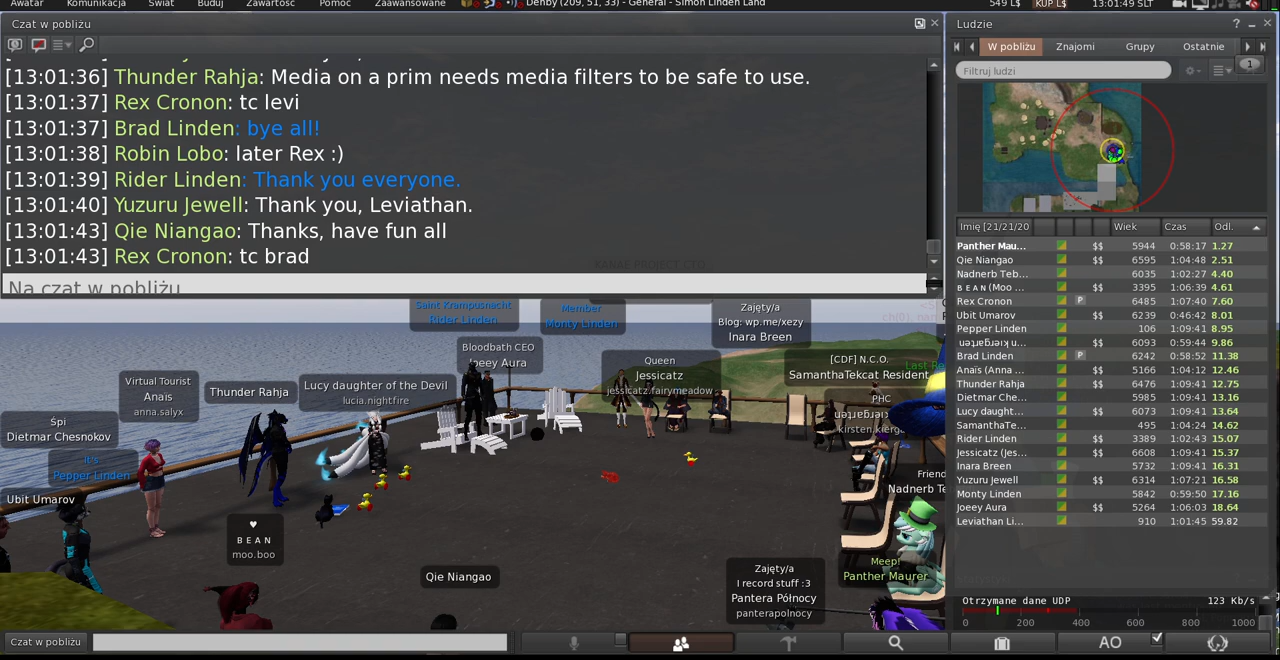 Awatar Komunikacja Świat Buduj Zawartość Pomoc Zaawansowane Denby (209, 51, 33) - General - Simon Linden Land 549 L$ KUP L$ 13:01:49 SLT
Czat w pobliżu
[13:01:36] Thunder Rahja: Media on a prim needs media filters to be safe to use.
[13:01:37] Rex Cronon: tc levi
[13:01:37] Brad Linden: bye all!
[13:01:38] Robin Lobo: later Rex :)
[13:01:39] Rider Linden: Thank you everyone.
[13:01:40] Yuzuru Jewell: Thank you, Leviathan.
[13:01:43] Qie Niangao: Thanks, have fun all
[13:01:43] Rex Cronon: tc brad
Na czat w pobliżu
Saint Krampusnacht
Rider Linden
Member
Monty Linden
Zajęty/a
Blog: wp.me/xezy
Inara Breen
Bloodbath CEO
Joeey Aura
Queen
Jessicatz
jessicatz.fairymeadow
[CDF] N.C.O.
SamanthaTekcat Resident
Virtual Tourist
Anaïs
anna.salyx
Thunder Rahja
Lucy daughter of the Devil
lucia.nightfire
PHC
Śpi
Dietmar Chesnokov
It's
Pepper Linden
Ubit Umarov
Friend
Nadnerb Te
♥
B E A N
moo.boo
Qie Niangao
Zajęty/a
I record stuff :3
Pantera Północy
panterapolnocy
Meep!
Panther Maurer
Czat w pobliżu
Ludzie
? _ ×
W pobliżu Znajomi Grupy Ostatnie
Filtruj ludzi
1
Imię [21/21/20 Wiek Czas Odl.
Panther Mau... $$ 5944 0:58:17 1.27
Qie Niangao $$ 6595 1:04:48 2.51
Nadnerb Teb... 6035 1:02:27 4.40
ʙ ᴇ ᴀ ɴ (Moo ... $$ 3395 1:06:39 4.61
Rex Cronon P 6485 1:07:40 7.60
Ubit Umarov $$ 6239 0:46:42 8.01
Pepper Linden 106 1:09:41 8.95
$$ 6093 0:59:44 9.86
Brad Linden P 6242 0:58:52 11.38
Anaïs (Anna ... $$ 5166 1:04:12 12.46
Thunder Rahja $$ 6476 1:09:41 12.75
Dietmar Che... 5985 1:09:41 13.16
Lucy daught... $$ 6073 1:09:41 13.64
SamanthaTe... 495 1:04:24 14.62
Rider Linden $$ 3389 1:02:43 15.07
Jessicatz (Jes... $$ 6608 1:09:41 15.37
Inara Breen 5732 1:09:41 16.31
Yuzuru Jewell $$ 6314 1:07:21 16.58
Monty Linden 5842 0:59:50 17.16
Joeey Aura $$ 5264 1:06:03 18.64
Leviathan Li... 910 1:01:45 59.82
Otrzymane dane UDP 123 Kb/s
0 200 400 600 800 1000
AO